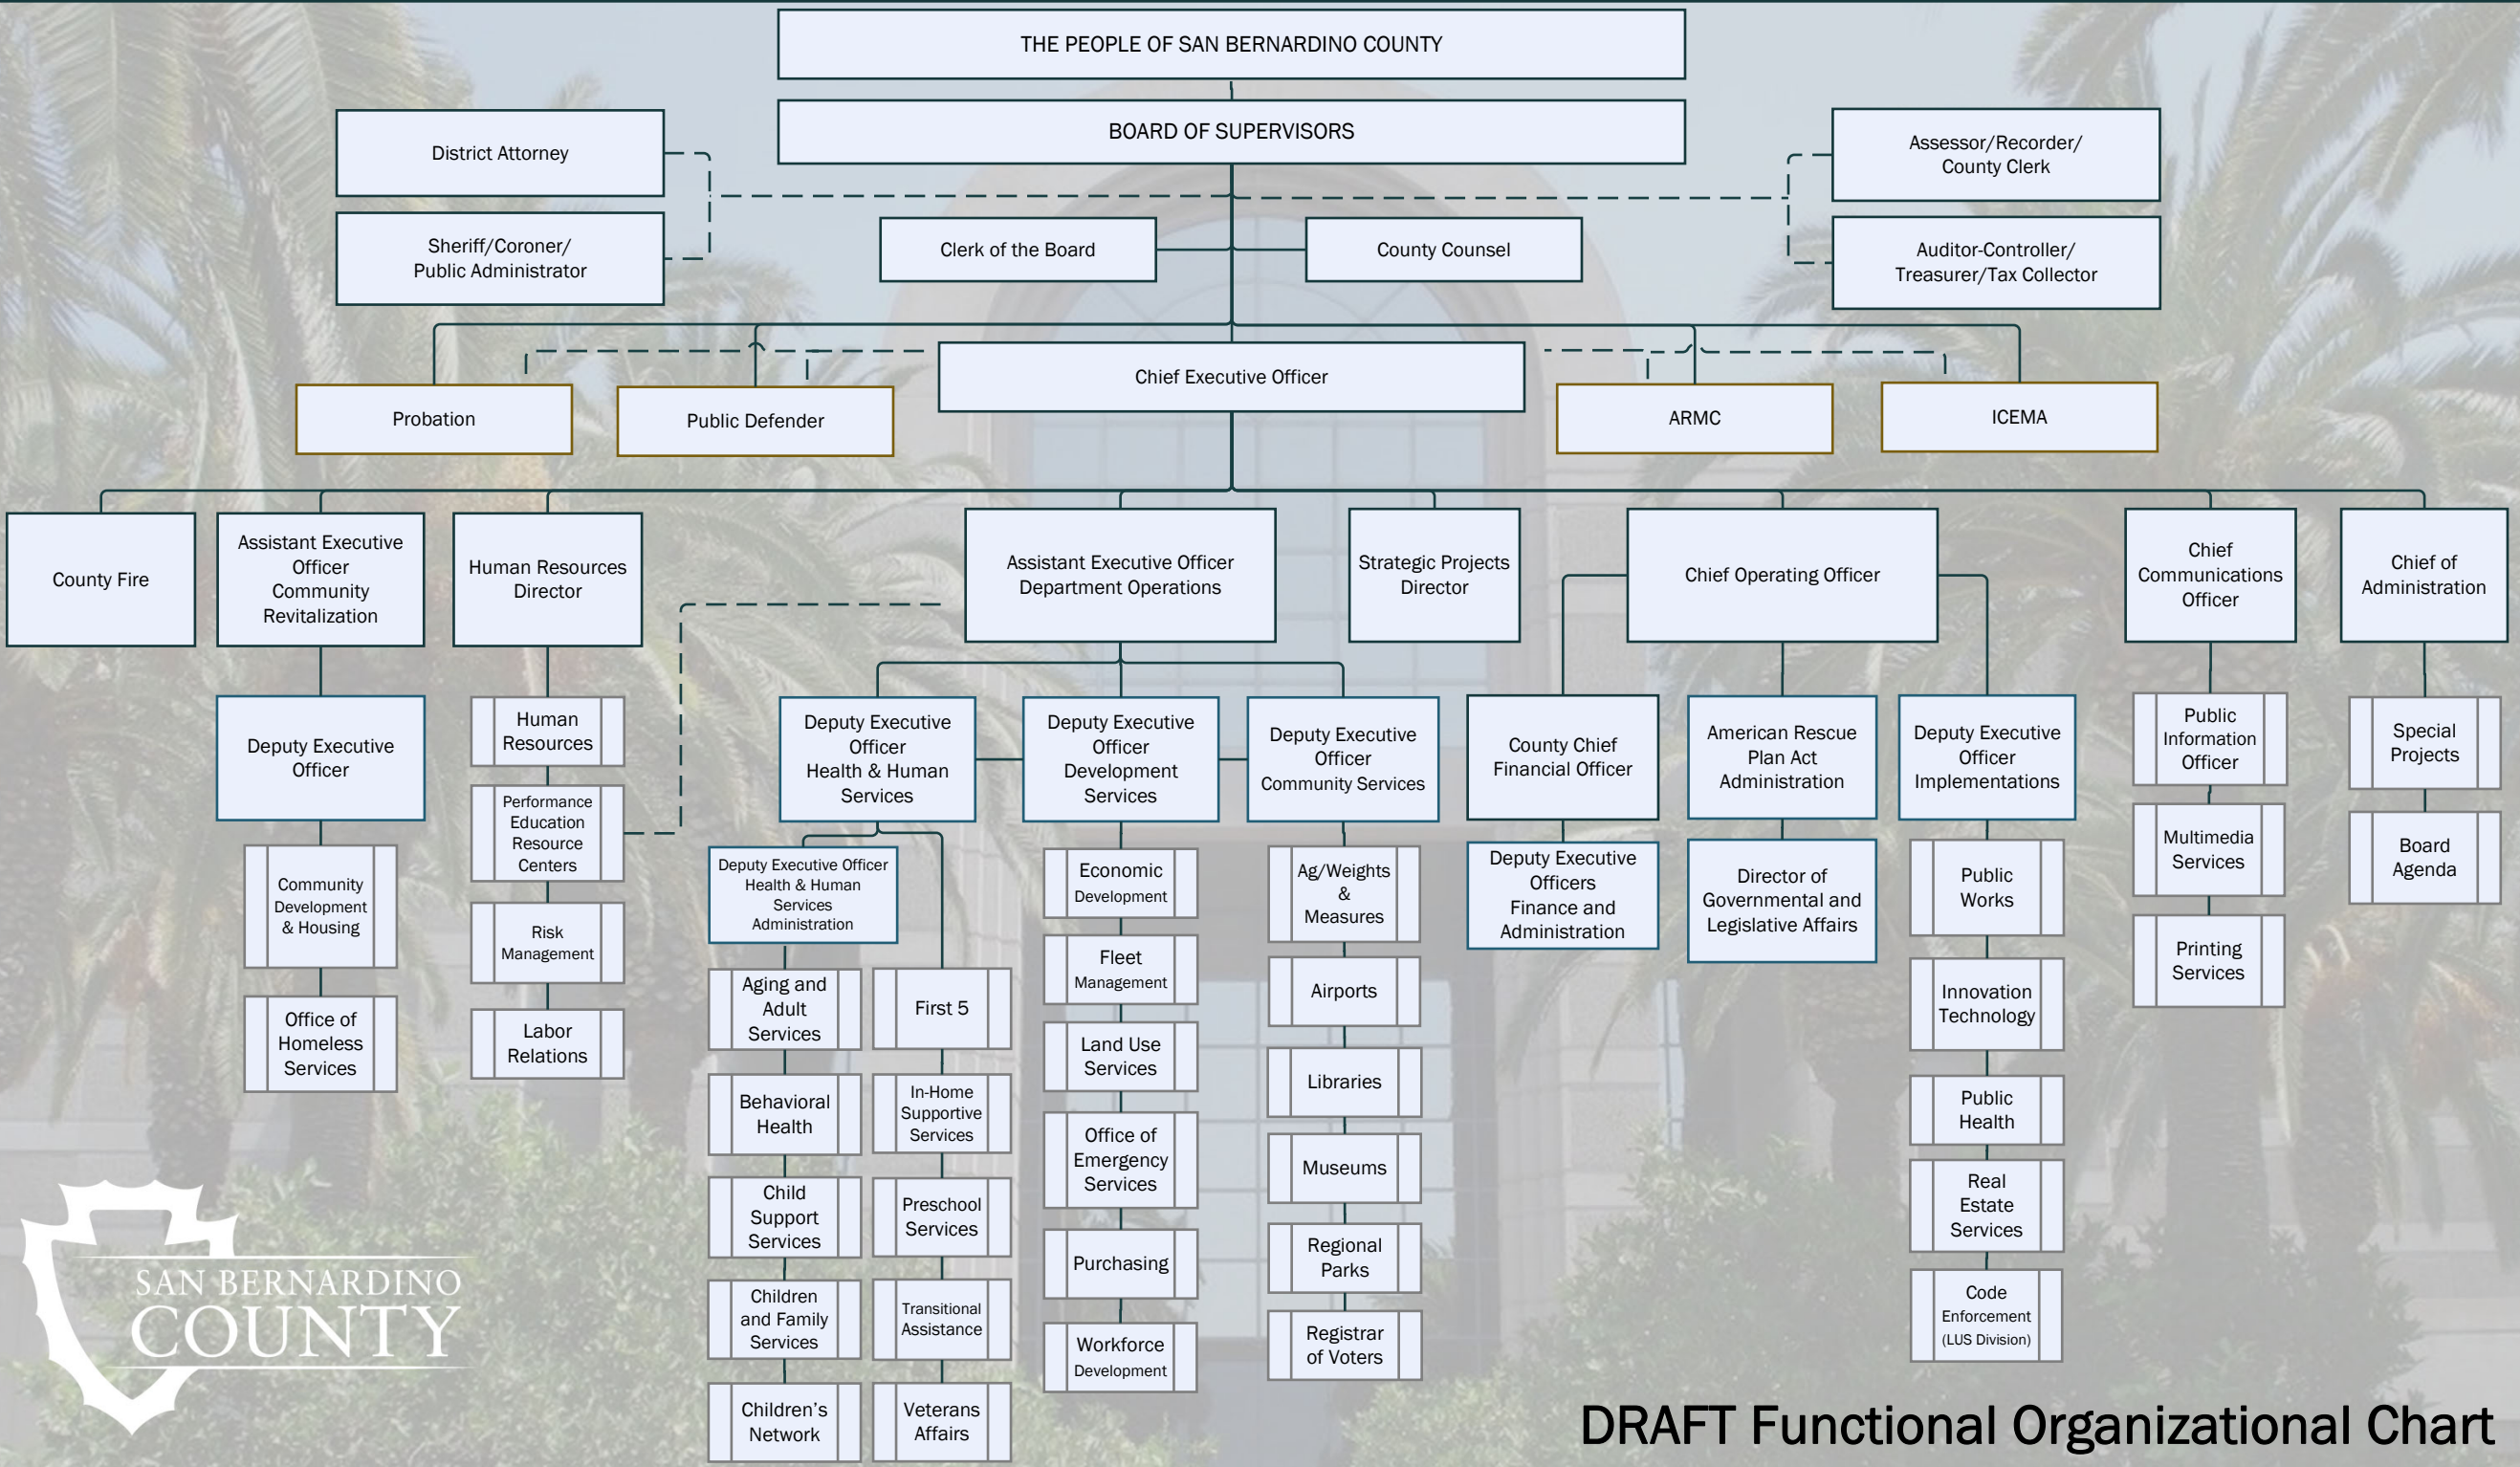 THE PEOPLE OF SAN BERNARDINO COUNTY
BOARD OF SUPERVISORS
District Attorney
Assessor/Recorder/
County Clerk
Sheriff/Coroner/
Public Administrator
Clerk of the Board
County Counsel
Auditor-Controller/
Treasurer/Tax Collector
Chief Executive Officer
Probation
Public Defender
ARMC
ICEMA
County Fire
Assistant Executive
Officer
Community
Revitalization
Human Resources
Director
Assistant Executive Officer
Department Operations
Strategic Projects
Director
Chief Operating Officer
Chief
Communications
Officer
Chief of
Administration
Deputy Executive
Officer
Community
Development
& Housing
Office of
Homeless
Services
Human
Resources
Performance
Education
Resource
Centers
Risk
Management
Labor
Relations
Deputy Executive
Officer
Health & Human
Services
Deputy Executive Officer
Health & Human
Services
Administration
Aging and
Adult
Services
Behavioral
Health
Child
Support
Services
Children
and Family
Services
Children's
Network
First 5
In-Home
Supportive
Services
Preschool
Services
Transitional
Assistance
Veterans
Affairs
Deputy Executive
Officer
Development
Services
Economic
Development
Fleet
Management
Land Use
Services
Office of
Emergency
Services
Purchasing
Workforce
Development
Deputy Executive
Officer
Community Services
Ag/Weights
&
Measures
Airports
Libraries
Museums
Regional
Parks
Registrar
of Voters
County Chief
Financial Officer
Deputy Executive
Officers
Finance and
Administration
American Rescue
Plan Act
Administration
Director of
Governmental and
Legislative Affairs
Deputy Executive
Officer
Implementations
Public
Works
Innovation
Technology
Public
Health
Real
Estate
Services
Code
Enforcement
(LUS Division)
Public
Information
Officer
Multimedia
Services
Printing
Services
Special
Projects
Board
Agenda
SAN BERNARDINO
COUNTY
DRAFT Functional Organizational Chart